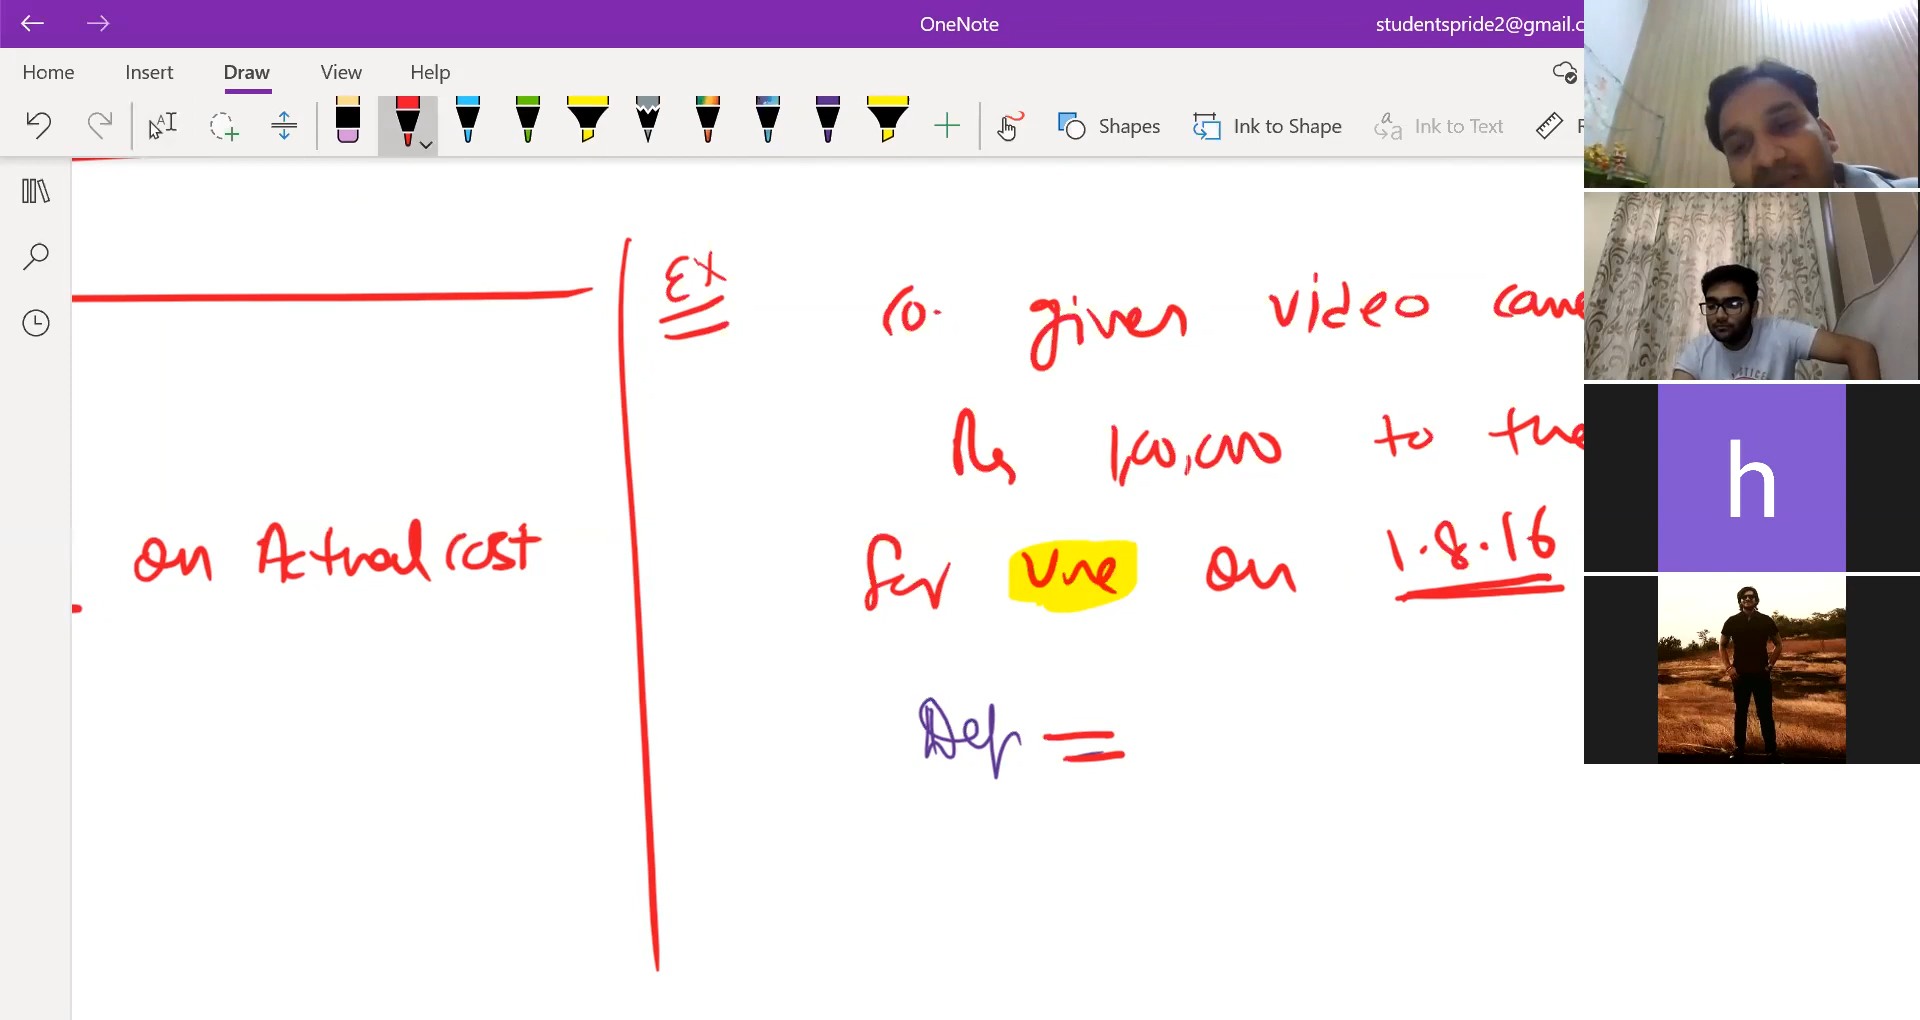 OneNote
studentspride2@gmail.c
Home Insert Draw View Help
Shapes Ink to Shape Ink to Text
Ex
Co. given video came
Rs 1,00,000 to the
for use on 1.8.16
on Actual cost
Dep =
h